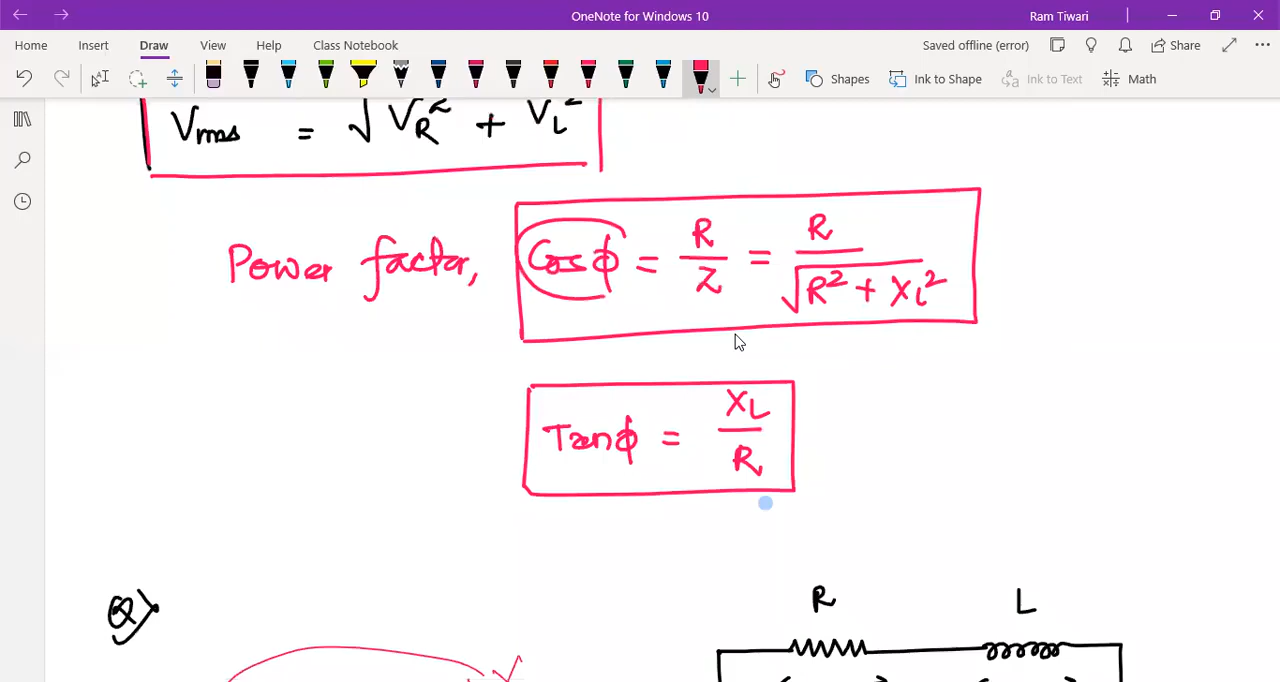 OneNote for Windows 10
Ram Tiwari
Home Insert Draw View Help Class Notebook
Saved offline (error) Share
Shapes Ink to Shape Ink to Text Math
Vrms = √VR² + VL²
Power factor, Cosϕ = R/Z = R/√R² + XL²
Tanϕ = XL/R
Q>
R L